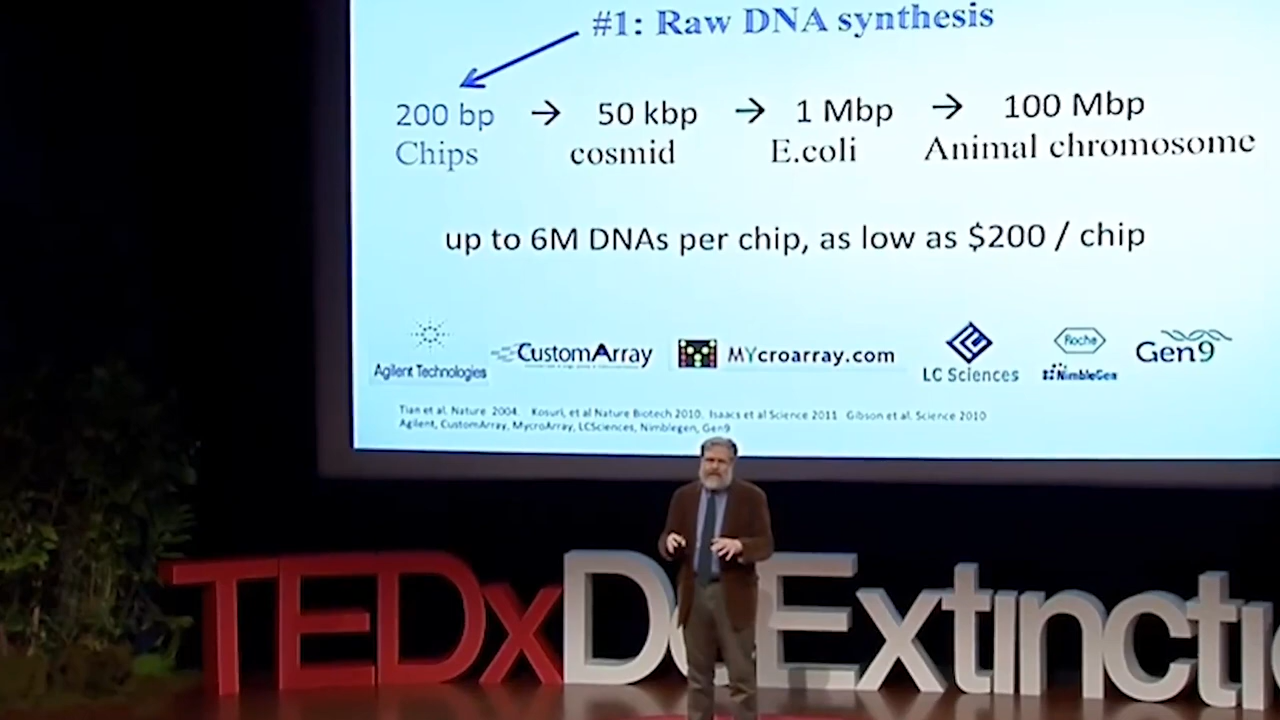 #1: Raw DNA synthesis
200 bp → 50 kbp → 1 Mbp → 100 Mbp
Chips cosmid E.coli Animal chromosome
up to 6M DNAs per chip, as low as $200 / chip
Agilent Technologies
CustomArray
MYcroarray.com
LC Sciences
Roche
NimbleGen
Gen9
Tian et al. Nature 2004. Kosuri, et al Nature Biotech 2010. Isaacs et al Science 2011 Gibson et al. Science 2010
Agilent, CustomArray, MycroArray, LCSciences, Nimblegen, Gen9
TEDxDeExtincti